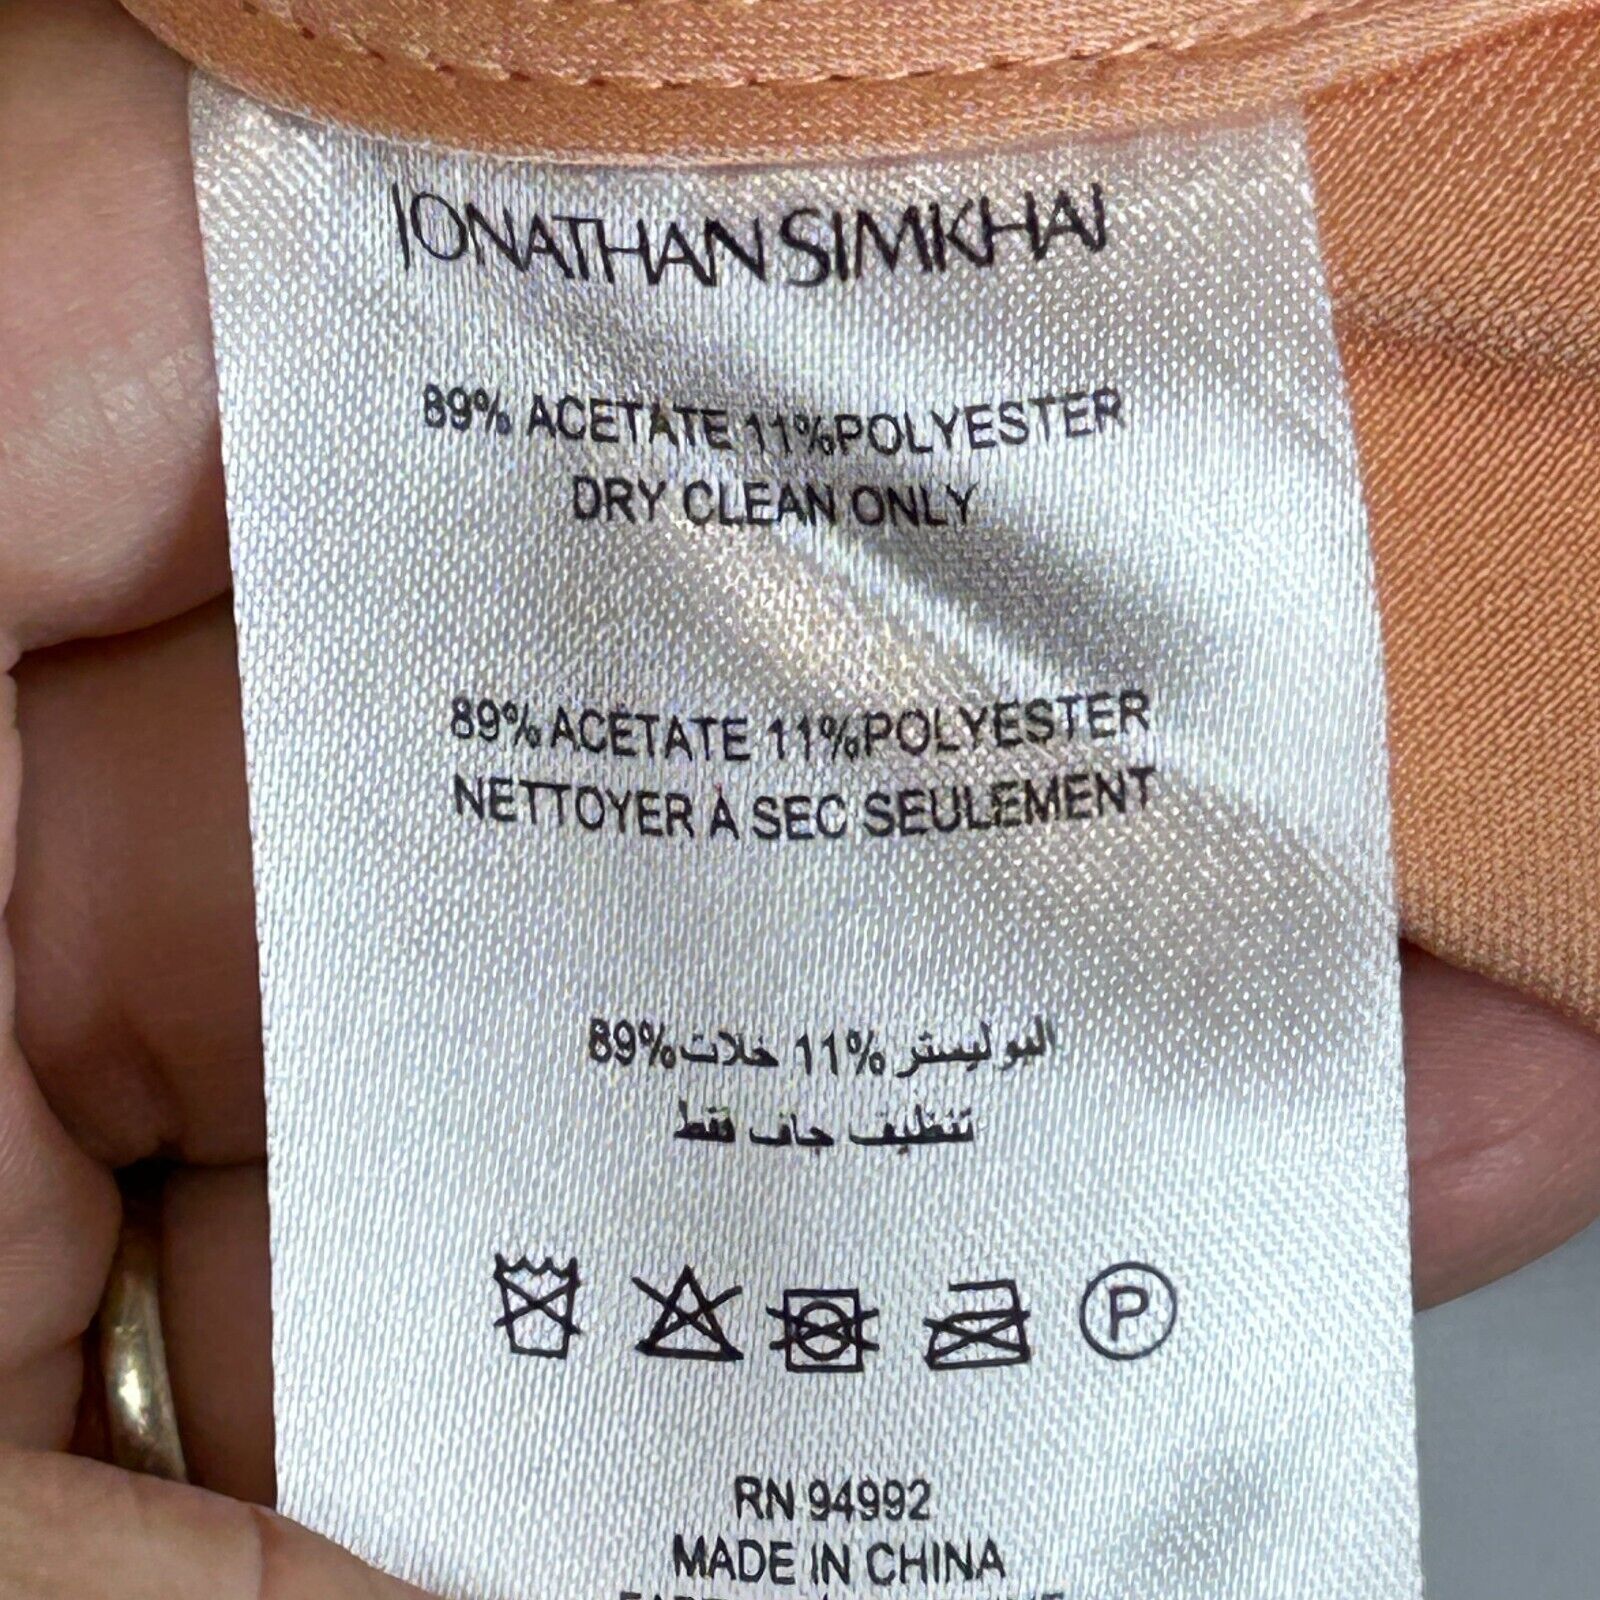 JONATHAN SIMKHAI
89% ACETATE 11%POLYESTER
DRY CLEAN ONLY
89% ACETATE 11%POLYESTER
NETTOYER À SEC SEULEMENT
البوليستر 11% خلات 89%
تنظيف جاف فقط
P
RN 94992
MADE IN CHINA